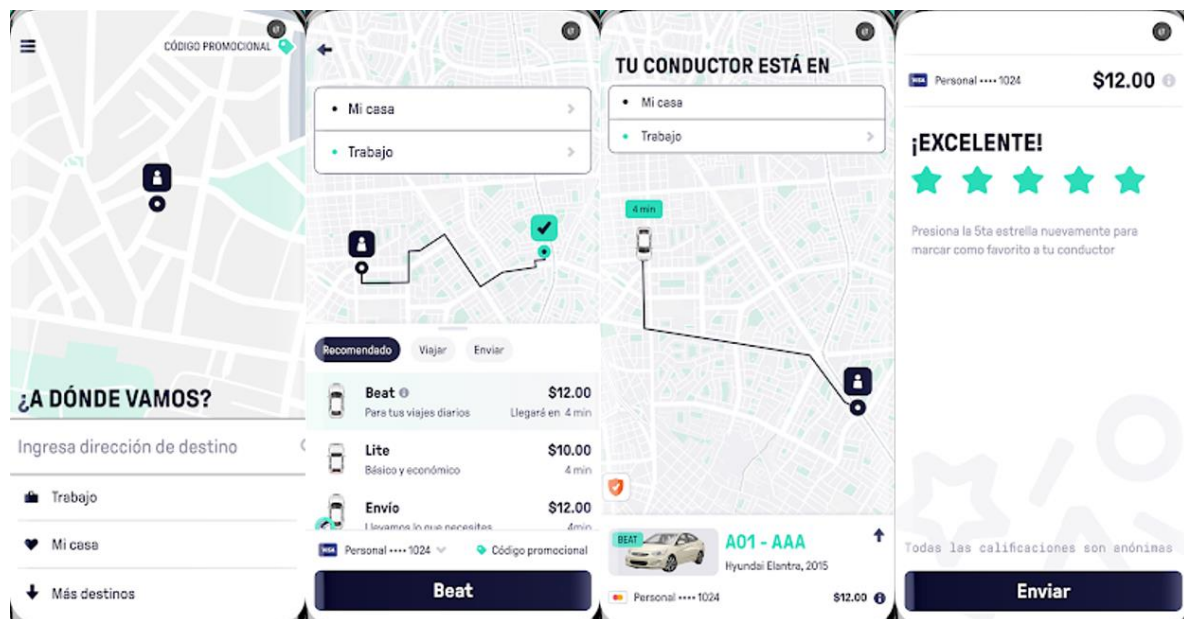 CÓDIGO PROMOCIONAL
¿A DÓNDE VAMOS?
Ingresa dirección de destino
Trabajo
Mi casa
Más destinos
Mi casa
Trabajo
Recomendado Viajar Enviar
Beat $12.00
Para tus viajes diarios Llegará en 4 min
Lite $10.00
Básico y económico 4 min
Envío $12.00
Llevamos lo que necesites 4min
VISA Personal •••• 1024 Código promocional
Beat
TU CONDUCTOR ESTÁ EN
Mi casa
Trabajo
4 min
BEAT
A01 - AAA
Hyundai Elantra, 2015
Personal •••• 1024 $12.00
VISA Personal •••• 1024 $12.00
¡EXCELENTE!
Presiona la 5ta estrella nuevamente para
marcar como favorito a tu conductor
Todas las calificaciones son anónimas
Enviar